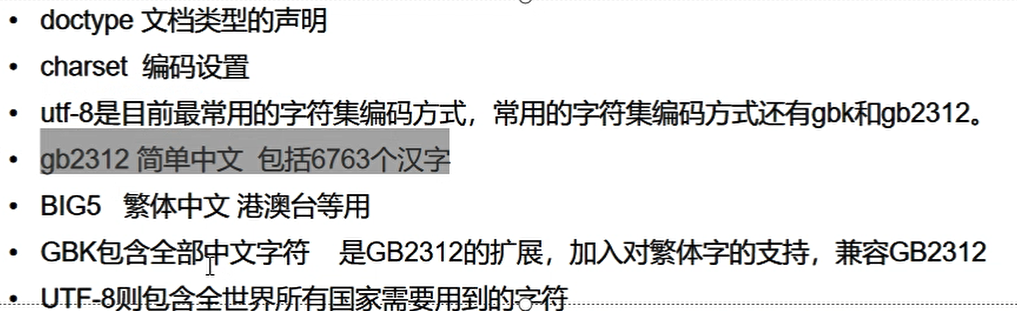 • doctype 文档类型的声明
• charset 编码设置
• utf-8是目前最常用的字符集编码方式，常用的字符集编码方式还有gbk和gb2312。
• gb2312 简单中文 包括6763个汉字
• BIG5 繁体中文 港澳台等用
• GBK包含全部中文字符 是GB2312的扩展，加入对繁体字的支持，兼容GB2312
• UTF-8则包含全世界所有国家需要用到的字符